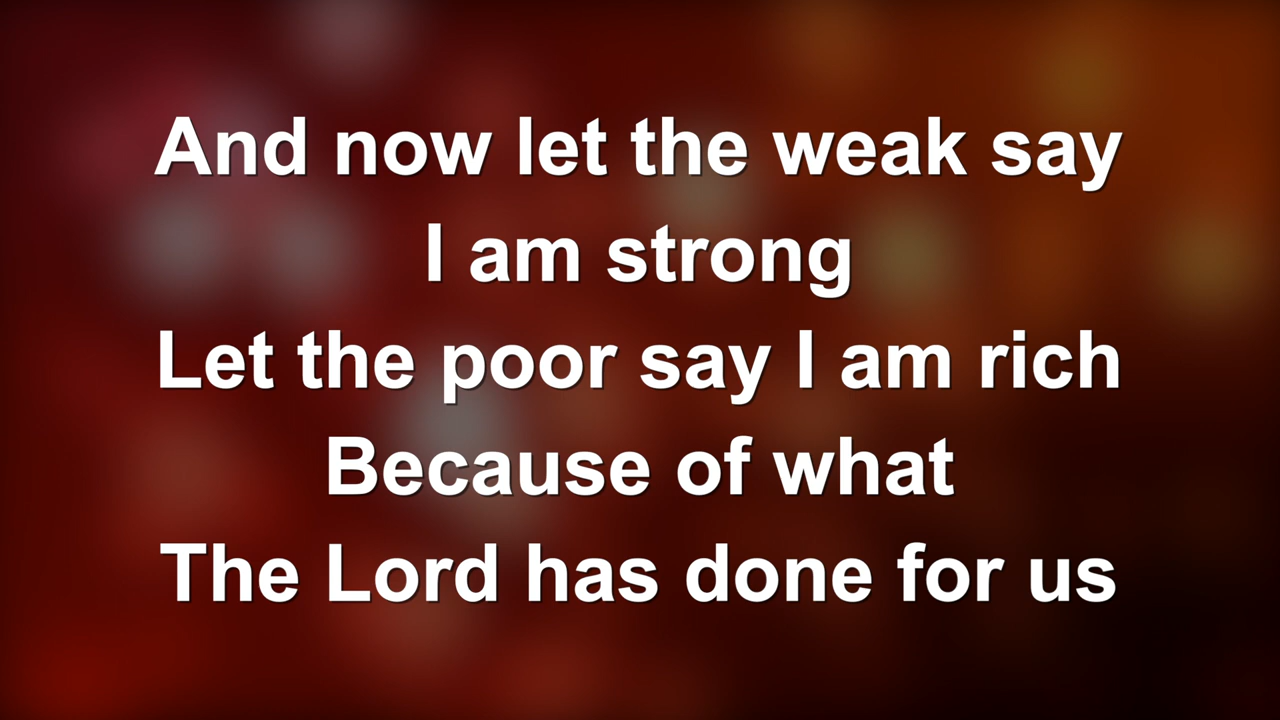 And now let the weak say
I am strong
Let the poor say I am rich
Because of what
The Lord has done for us